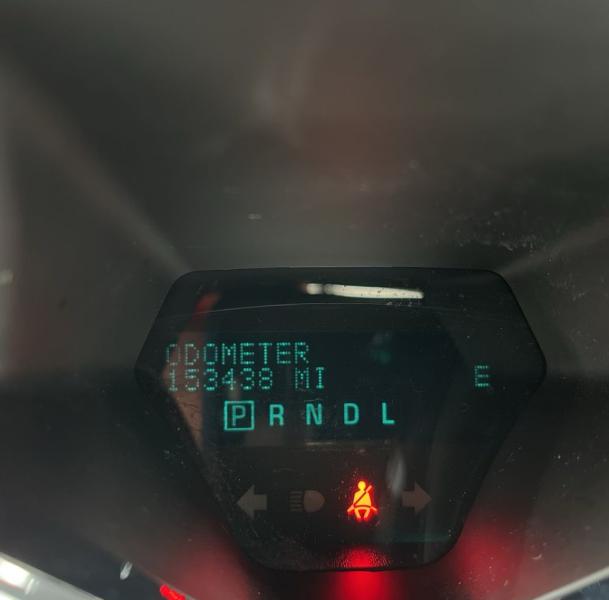 ODOMETER
153438 MI E
P R N D L